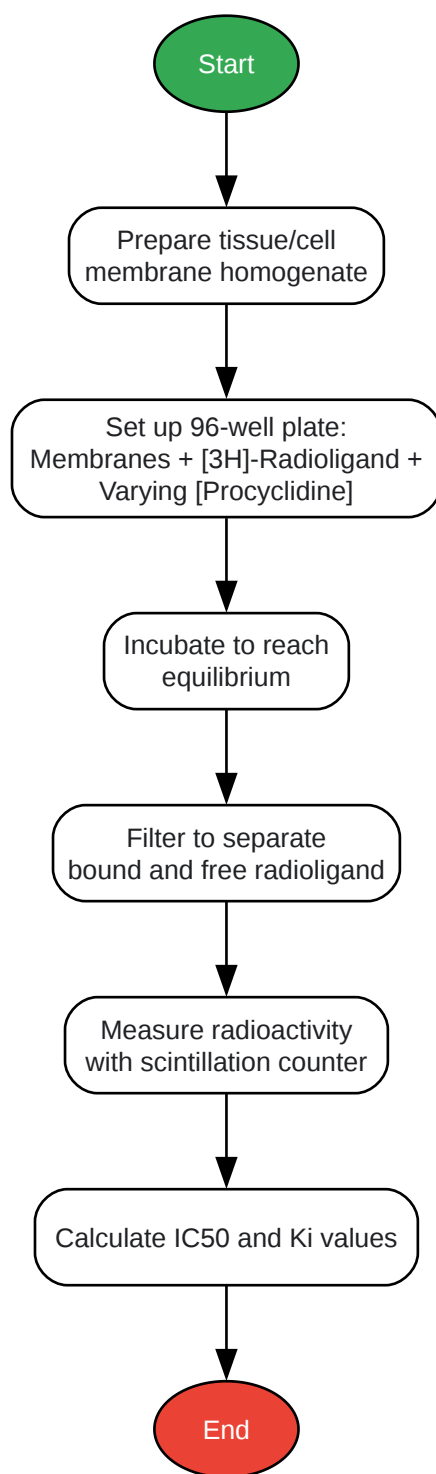 Start
Prepare tissue/cell
membrane homogenate
Set up 96-well plate:
Membranes + [3H]-Radioligand +
Varying [Procyclidine]
Incubate to reach
equilibrium
Filter to separate
bound and free radioligand
Measure radioactivity
with scintillation counter
Calculate IC50 and Ki values
End